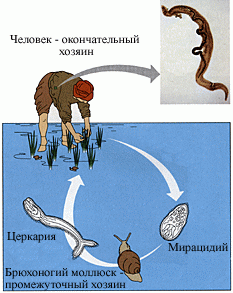 Человек - окончательный
хозяин
Церкария
Мирацидий
Брюхоногий моллюск -
промежуточный хозяин